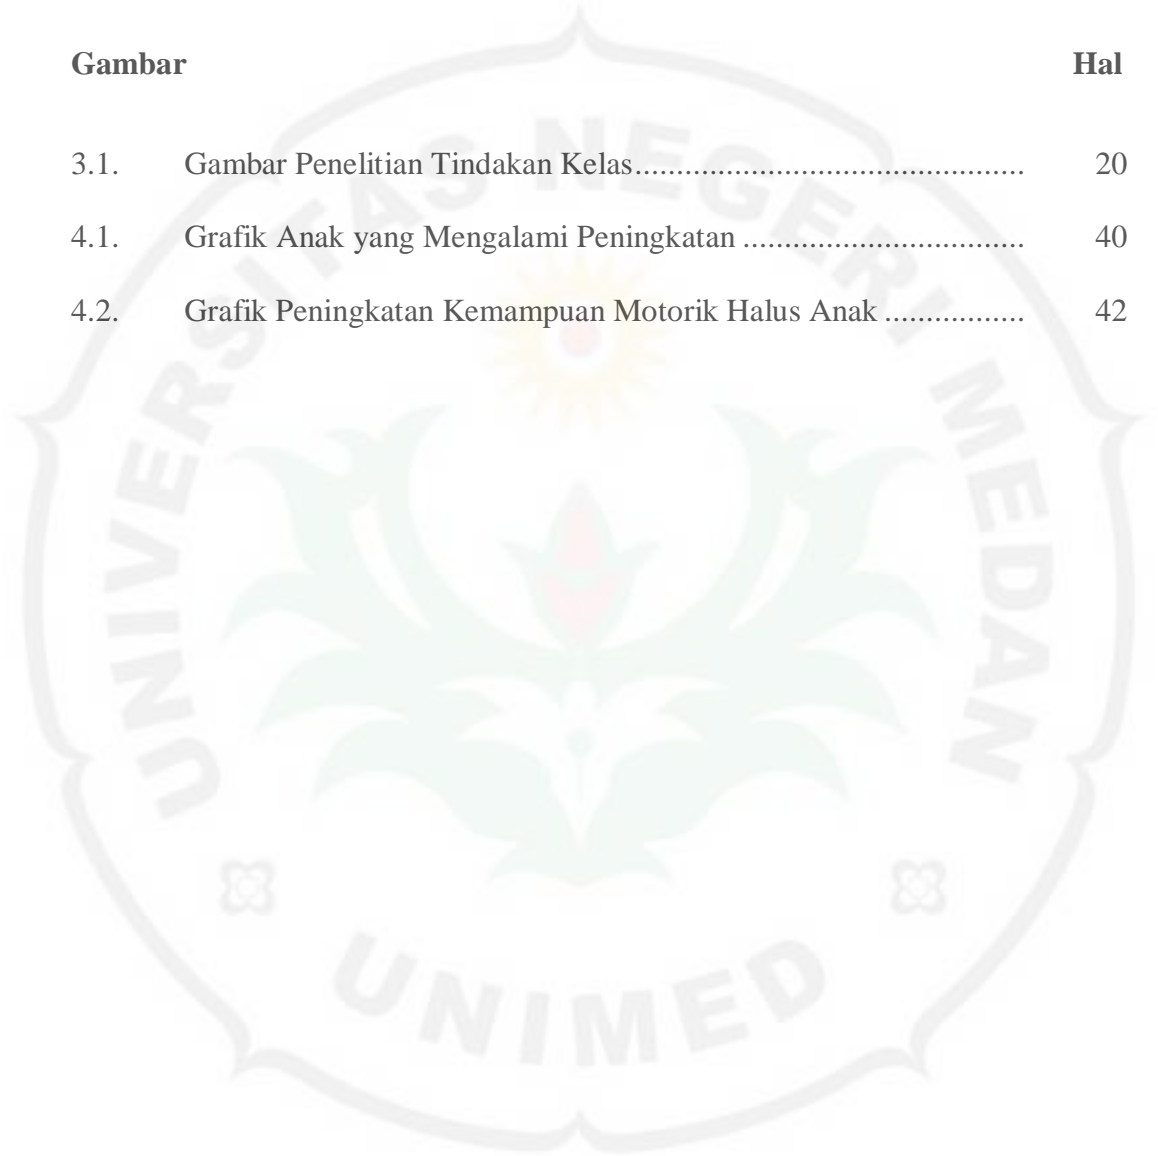 Gambar Hal
3.1. Gambar Penelitian Tindakan Kelas............................................... 20
4.1. Grafik Anak yang Mengalami Peningkatan .................................. 40
4.2. Grafik Peningkatan Kemampuan Motorik Halus Anak ................. 42
UNIVERSITAS NEGERI MEDAN
UNIMED